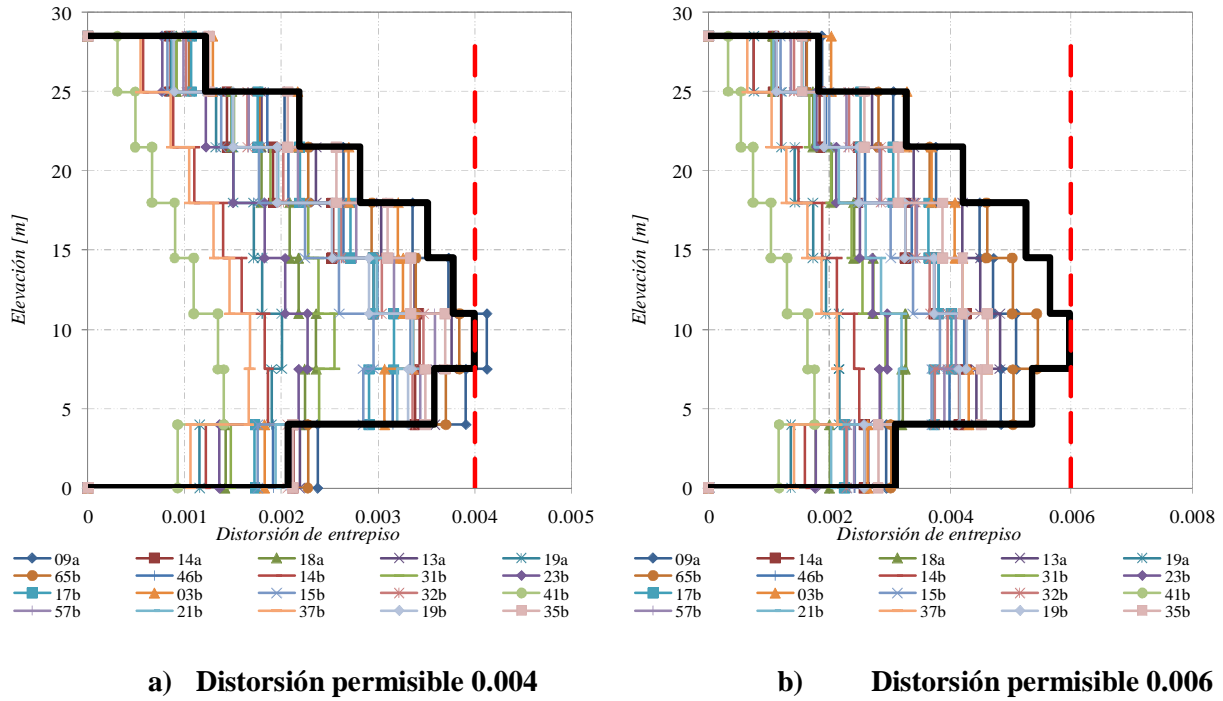 30
25
20
15
10
5
0
Elevación [m]
0
0.001
0.002
0.003
0.004
0.005
Distorsión de entrepiso
09a 14a 18a 13a 19a
65b 46b 14b 31b 23b
17b 03b 15b 32b 41b
57b 21b 37b 19b 35b
a) Distorsión permisible 0.004
30
25
20
15
10
5
0
Elevación [m]
0
0.002
0.004
0.006
0.008
Distorsión de entrepiso
09a 14a 18a 13a 19a
65b 46b 14b 31b 23b
17b 03b 15b 32b 41b
57b 21b 37b 19b 35b
b) Distorsión permisible 0.006